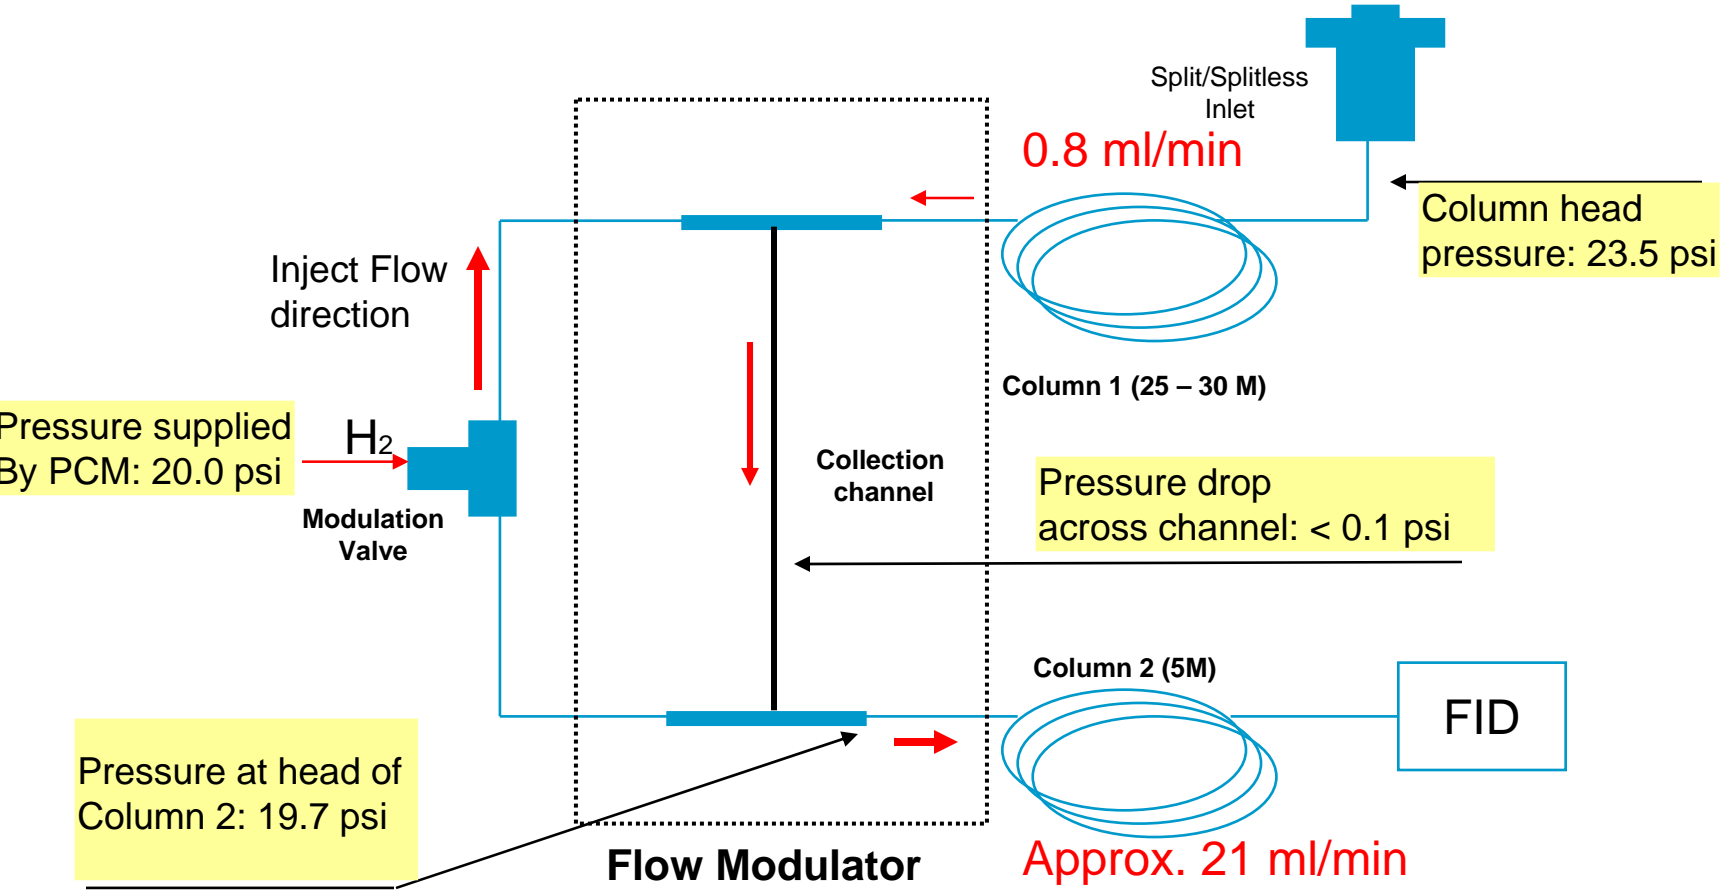 Split/Splitless
Inlet
0.8 ml/min
Column head
pressure: 23.5 psi
Inject Flow
direction
Column 1 (25 – 30 M)
Pressure supplied
By PCM: 20.0 psi
H2
Modulation
Valve
Collection
channel
Pressure drop
across channel: < 0.1 psi
Column 2 (5M)
FID
Pressure at head of
Column 2: 19.7 psi
Flow Modulator
Approx. 21 ml/min